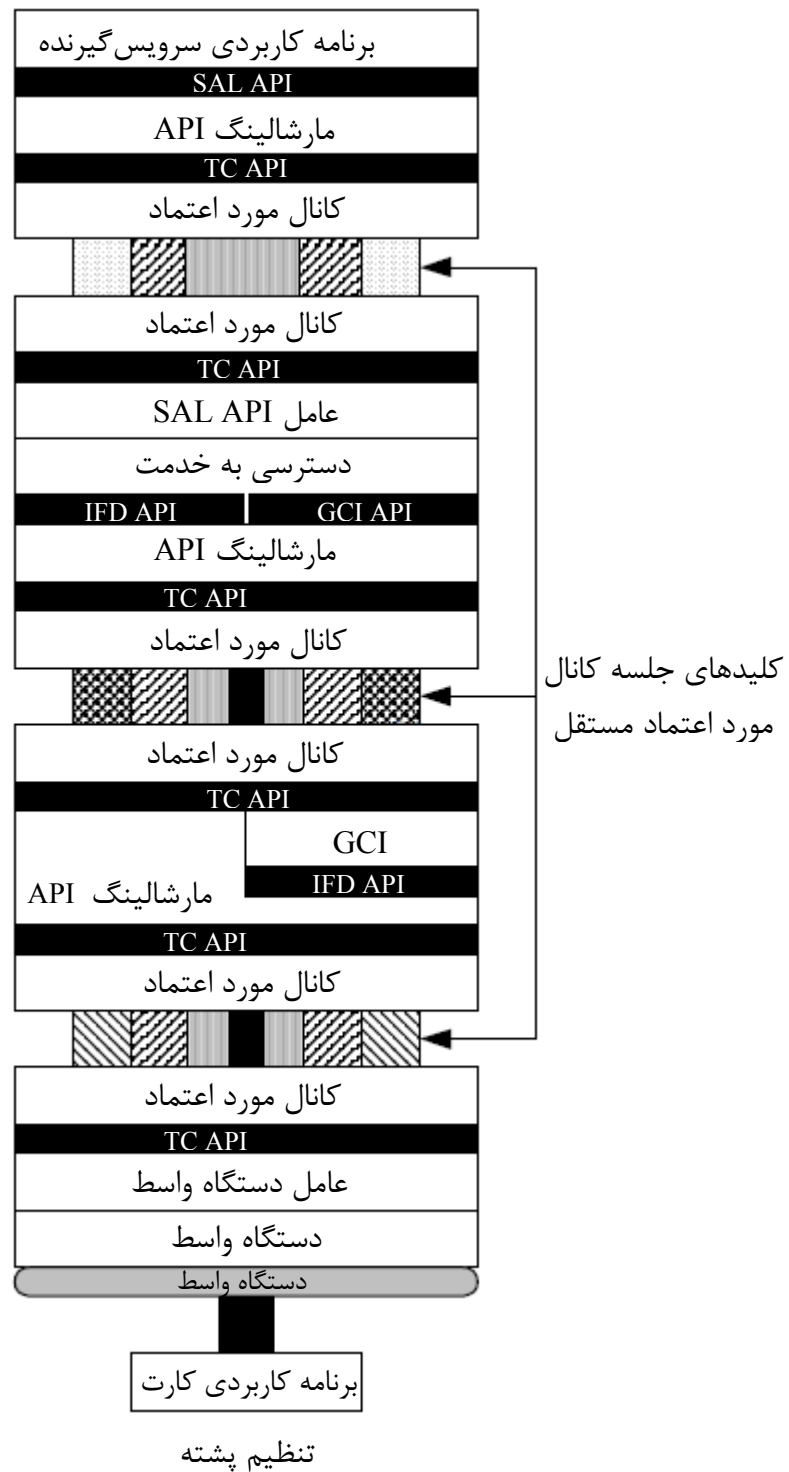 برنامه کاربردی سرویس‌گیرنده
SAL API
مارشالینگ API
TC API
کانال مورد اعتماد
کانال مورد اعتماد
TC API
عامل SAL API
دسترسی به خدمت
IFD API
GCI API
مارشالینگ API
TC API
کانال مورد اعتماد
کلیدهای جلسه کانال
مورد اعتماد مستقل
کانال مورد اعتماد
TC API
GCI
IFD API
مارشالینگ API
TC API
کانال مورد اعتماد
کانال مورد اعتماد
TC API
عامل دستگاه واسط
دستگاه واسط
دستگاه واسط
برنامه کاربردی کارت
تنظیم پشته